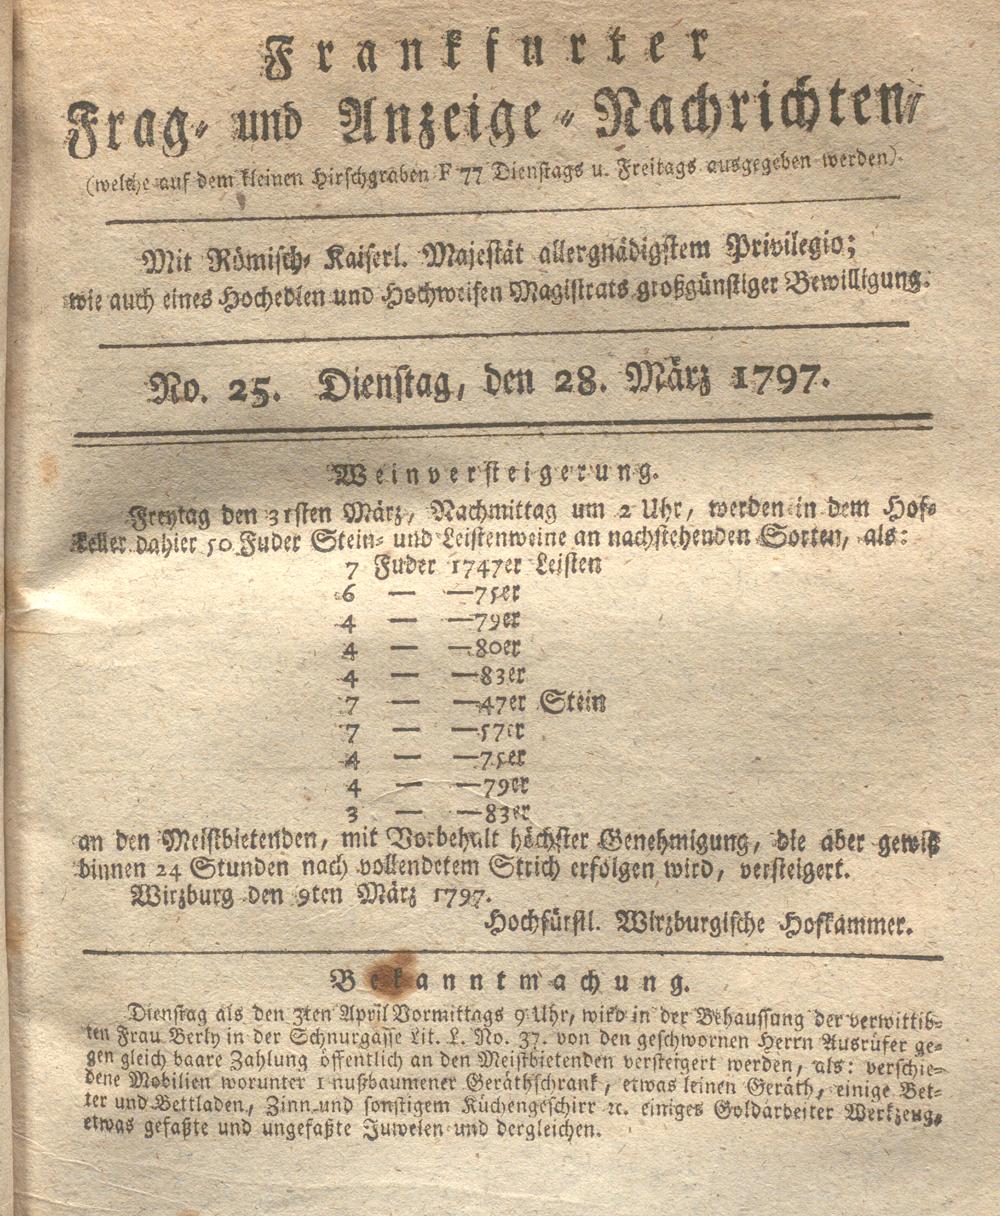 Frankfurter
Frag- und Anzeige-Nachrichten,
(welche auf dem kleinen Hirschgraben F 77 Dienstags u. Freitags ausgegeben werden).
Mit Römisch- Kaiserl. Majestät allergnädigstem Privilegio;
wie auch eines Hochedlen und Hochweisen Magistrats großgünstiger Bewilligung.
No. 25. Dienstag, den 28. März 1797.
Weinversteigerung.
Freytag den 31sten März, Nachmittag um 2 Uhr, werden in dem Hof-
keller dahier 50 Fuder Stein- und Leistenweine an nachstehenden Sorten, als:
7 Fuder 1747er Leisten
6 — —75er
4 — —79er
4 — —80er
4 — —83er
7 — —47er Stein
7 — —57er
4 — —75er
4 — —79er
3 — —83er
an den Meistbietenden, mit Vorbehalt höchster Genehmigung, die aber gewiß
binnen 24 Stunden nach vollendetem Strich erfolgen wird, versteigert.
Wirzburg den 9ten März 1797.
Hochfürstl. Wirzburgische Hofkammer.
Bekanntmachung.
Dienstag als den 3ten April Vormittags 9 Uhr, wird in der Behaussung der verwittib-
ten Frau Berly in der Schnurgasse Lit. L. No. 37. von den geschwornen Herrn Ausrüfer ge-
gen gleich baare Zahlung öffentlich an den Meistbietenden versteigert werden, als: verschie-
dene Mobilien worunter 1 nußbaumener Geräthschrank, etwas leinen Geräth, einige Bet-
ter und Bettladen, Zinn und sonstigem Küchengeschirr ꝛc. einiges Goldarbeiter Werkzeug,
etwas gefaßte und ungefaßte Juwelen und dergleichen.